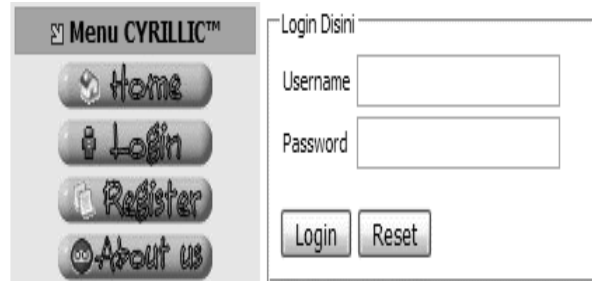 Menu CYRILLIC™
Home
Login
Register
About us
Login Disini
Username
Password
Login Reset